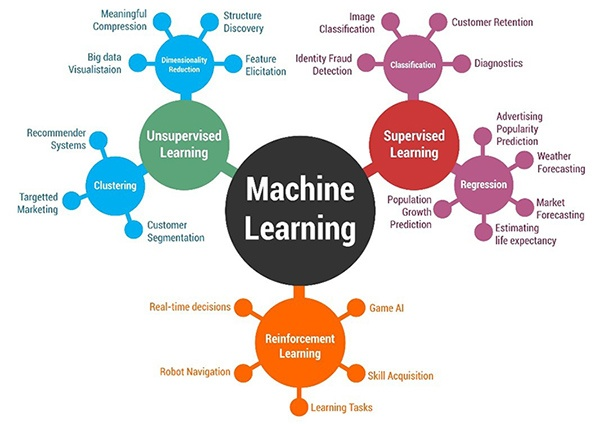 Meaningful
Compression
Structure
Discovery
Big data
Visualistaion
Dimensionality
Reduction
Feature
Elicitation
Unsupervised
Learning
Recommender
Systems
Clustering
Targetted
Marketing
Customer
Segmentation
Machine
Learning
Image
Classification
Customer Retention
Identity Fraud
Detection
Classification
Diagnostics
Supervised
Learning
Advertising
Popularity
Prediction
Weather
Forecasting
Regression
Population
Growth
Prediction
Market
Forecasting
Estimating
life expectancy
Real-time decisions
Game AI
Reinforcement
Learning
Robot Navigation
Skill Acquisition
Learning Tasks